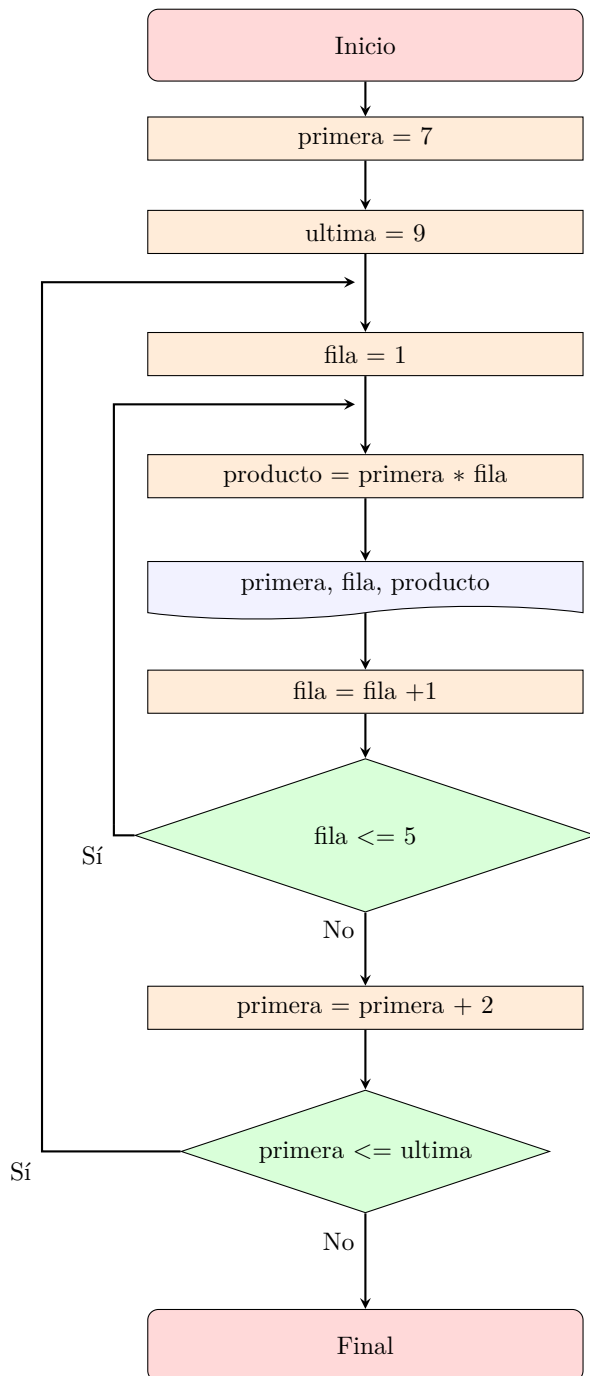 Inicio
primera = 7
ultima = 9
fila = 1
producto = primera ∗ fila
primera, fila, producto
fila = fila +1
fila <= 5
Sí
No
primera = primera + 2
primera <= ultima
Sí
No
Final